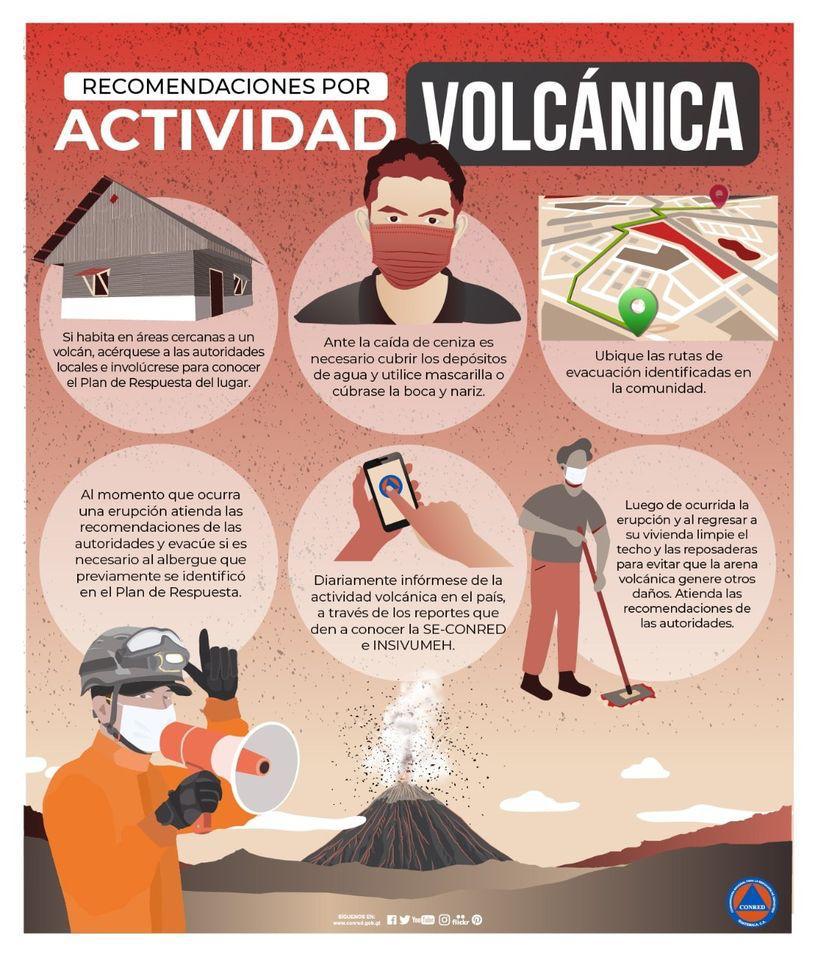 RECOMENDACIONES POR
ACTIVIDAD VOLCÁNICA
Si habita en áreas cercanas a un
volcán, acérquese a las autoridades
locales e involúcrese para conocer
el Plan de Respuesta del lugar.
Ante la caída de ceniza es
necesario cubrir los depósitos
de agua y utilice mascarilla o
cúbrase la boca y nariz.
Ubique las rutas de
evacuación identificadas en
la comunidad.
Al momento que ocurra
una erupción atienda las
recomendaciones de las
autoridades y evacúe si es
necesario al albergue que
previamente se identificó
en el Plan de Respuesta.
Diariamente infórmese de la
actividad volcánica en el país,
a través de los reportes que
den a conocer la SE-CONRED
e INSIVUMEH.
Luego de ocurrida la
erupción y al regresar a
su vivienda limpie el
techo y las reposaderas
para evitar que la arena
volcánica genere otros
daños. Atienda las
recomendaciones de
las autoridades.
SÍGUENOS EN:
www.conred.gob.gt
YouTube
flickr
CONRED
GUATEMALA, C.A.